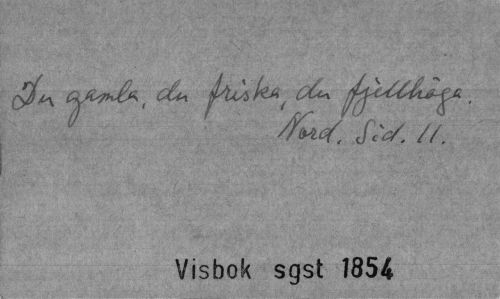 Du gamla, du friska, du fjellhöga.
Nord. Sid. 11.
Visbok sgst 1854